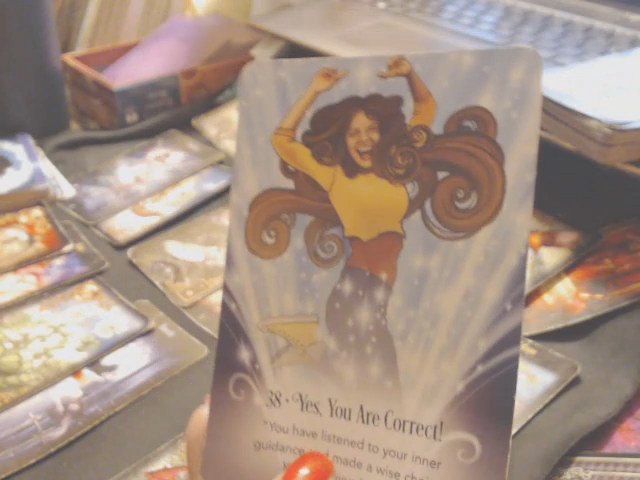 38 • Yes, You Are Correct!
"You have listened to your inner
guidance and made a wise